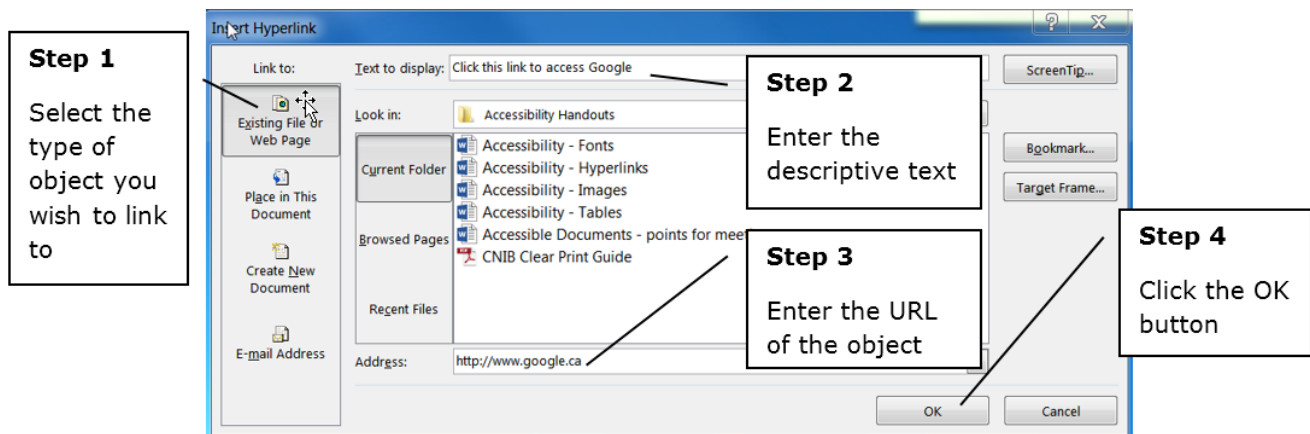 Insert Hyperlink
Step 1
Select the
type of
object you
wish to link
to
Link to:
Existing File or
Web Page
Place in This
Document
Create New
Document
E-mail Address
Text to display: Click this link to access Google
Look in: Accessibility Handouts
Current Folder
Browsed Pages
Recent Files
Accessibility - Fonts
Accessibility - Hyperlinks
Accessibility - Images
Accessibility - Tables
Accessible Documents - points for mee
CNIB Clear Print Guide
Address: http://www.google.ca
Step 2
Enter the
descriptive text
Step 3
Enter the URL
of the object
ScreenTip...
Bookmark...
Target Frame...
Step 4
Click the OK
button
OK
Cancel